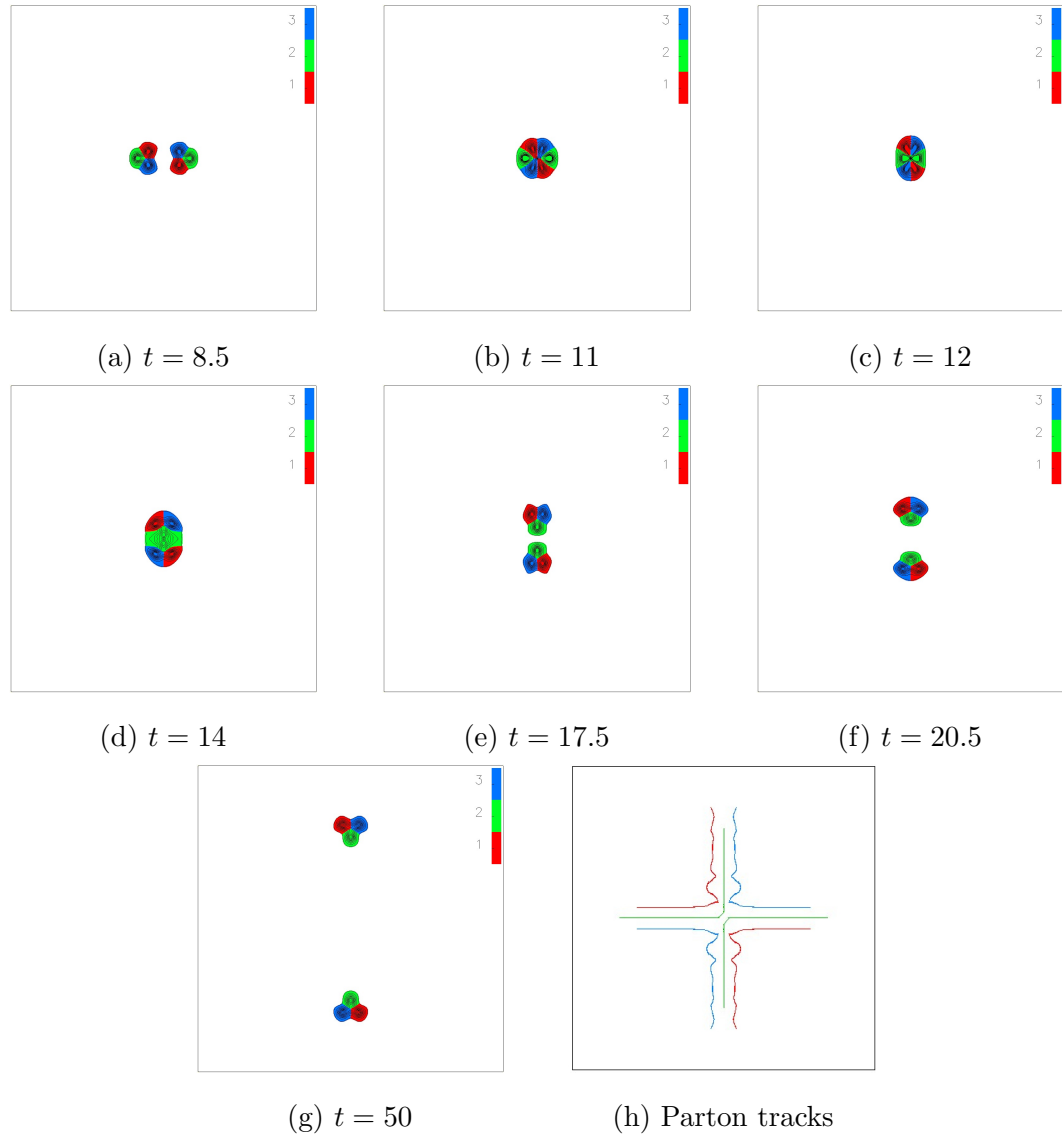 3
2
1
3
2
1
3
2
1
(a) t = 8.5
(b) t = 11
(c) t = 12
3
2
1
3
2
1
3
2
1
(d) t = 14
(e) t = 17.5
(f) t = 20.5
3
2
1
(g) t = 50
(h) Parton tracks